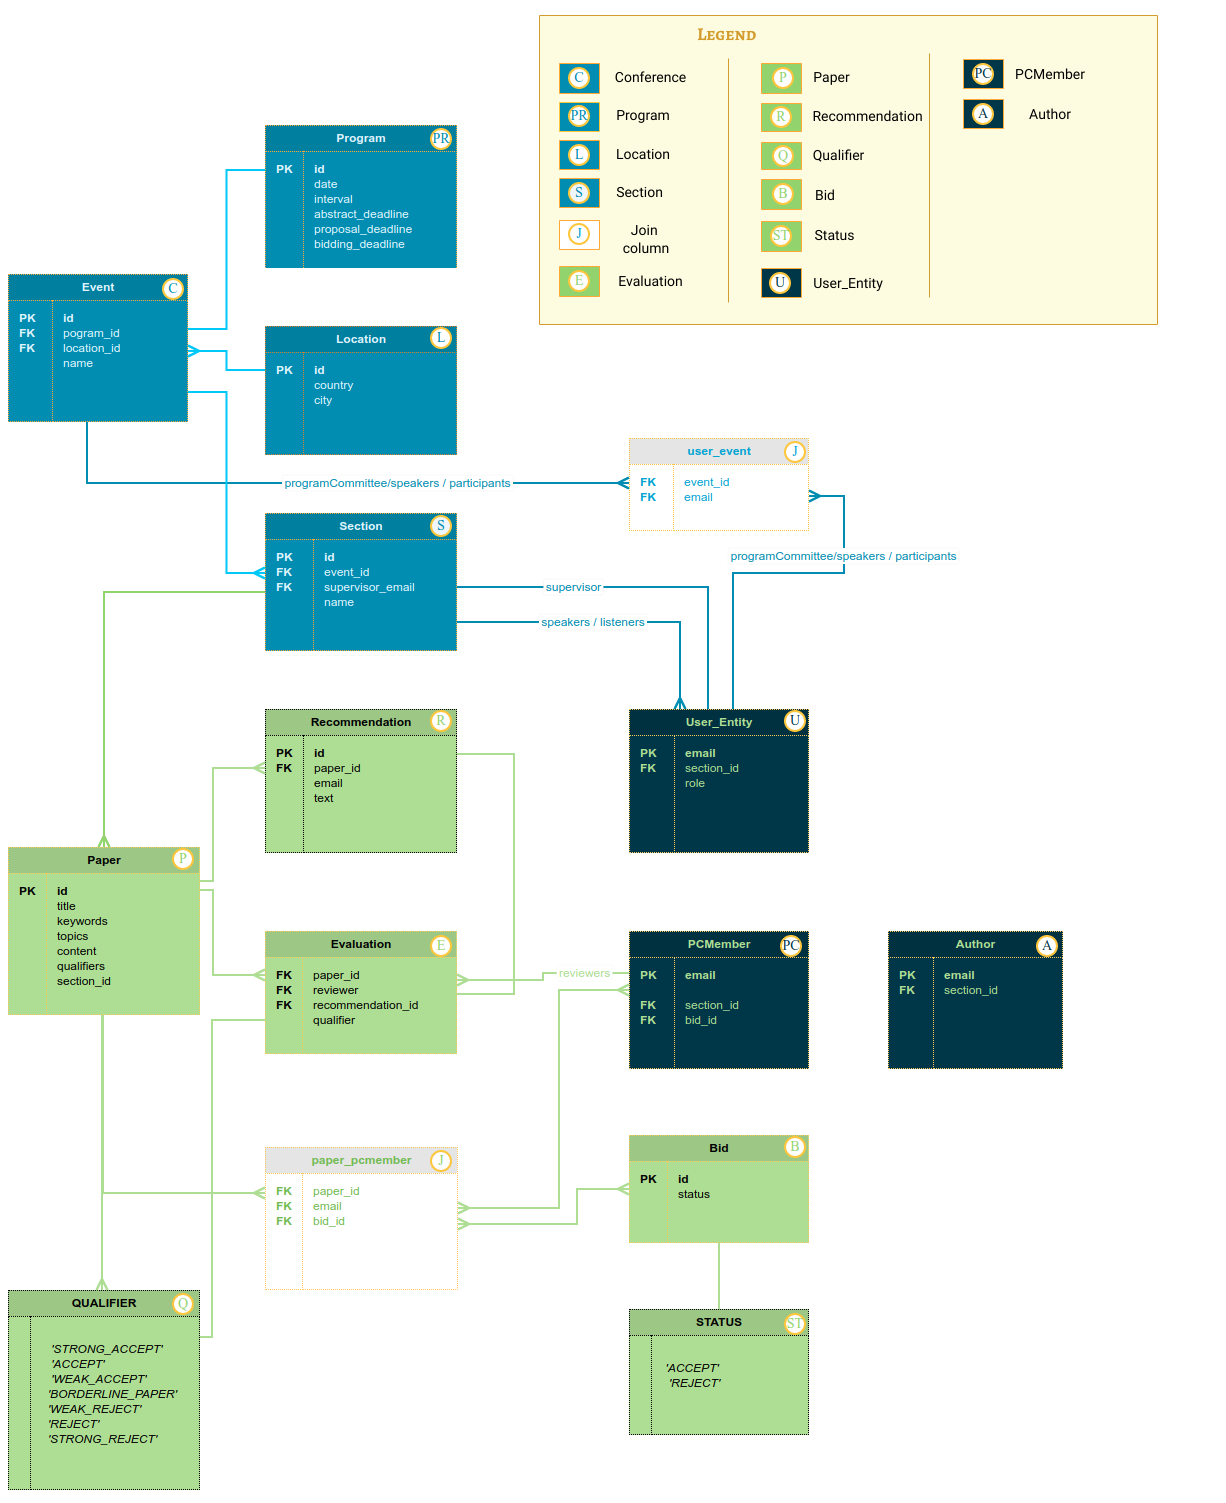 LEGEND
C Conference
PR Program
L Location
S Section
J Join
column
E Evaluation
P Paper
R Recommendation
Q Qualifier
B Bid
ST Status
U User_Entity
PC PCMember
A Author
Program PR
PK id
date
interval
abstract_deadline
proposal_deadline
bidding_deadline
Event C
PK id
FK pogram_id
FK location_id
name
Location L
PK id
country
city
user_event J
FK event_id
FK email
programCommittee/speakers / participants
programCommittee/speakers / participants
Section S
PK id
FK event_id
FK supervisor_email
name
supervisor
speakers / listeners
Recommendation R
PK id
FK paper_id
email
text
User_Entity U
PK email
FK section_id
role
Paper P
PK id
title
keywords
topics
content
qualifiers
section_id
Evaluation E
FK paper_id
FK reviewer
FK recommendation_id
qualifier
reviewers
PCMember PC
PK email
FK section_id
FK bid_id
Author A
PK email
FK section_id
paper_pcmember J
FK paper_id
FK email
FK bid_id
Bid B
PK id
status
QUALIFIER Q
'STRONG_ACCEPT'
'ACCEPT'
'WEAK_ACCEPT'
'BORDERLINE_PAPER'
'WEAK_REJECT'
'REJECT'
'STRONG_REJECT'
STATUS ST
'ACCEPT'
'REJECT'